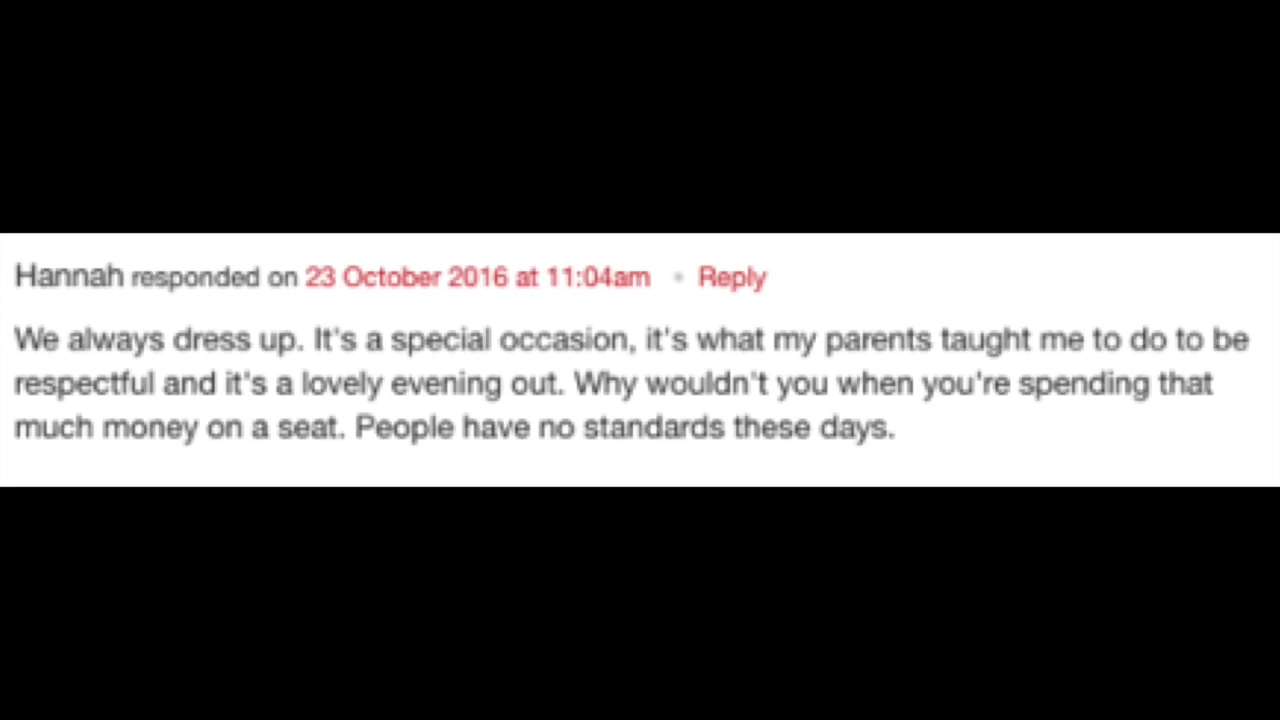 Hannah responded on 23 October 2016 at 11:04am • Reply
We always dress up. It's a special occasion, it's what my parents taught me to do to be
respectful and it's a lovely evening out. Why wouldn't you when you're spending that
much money on a seat. People have no standards these days.